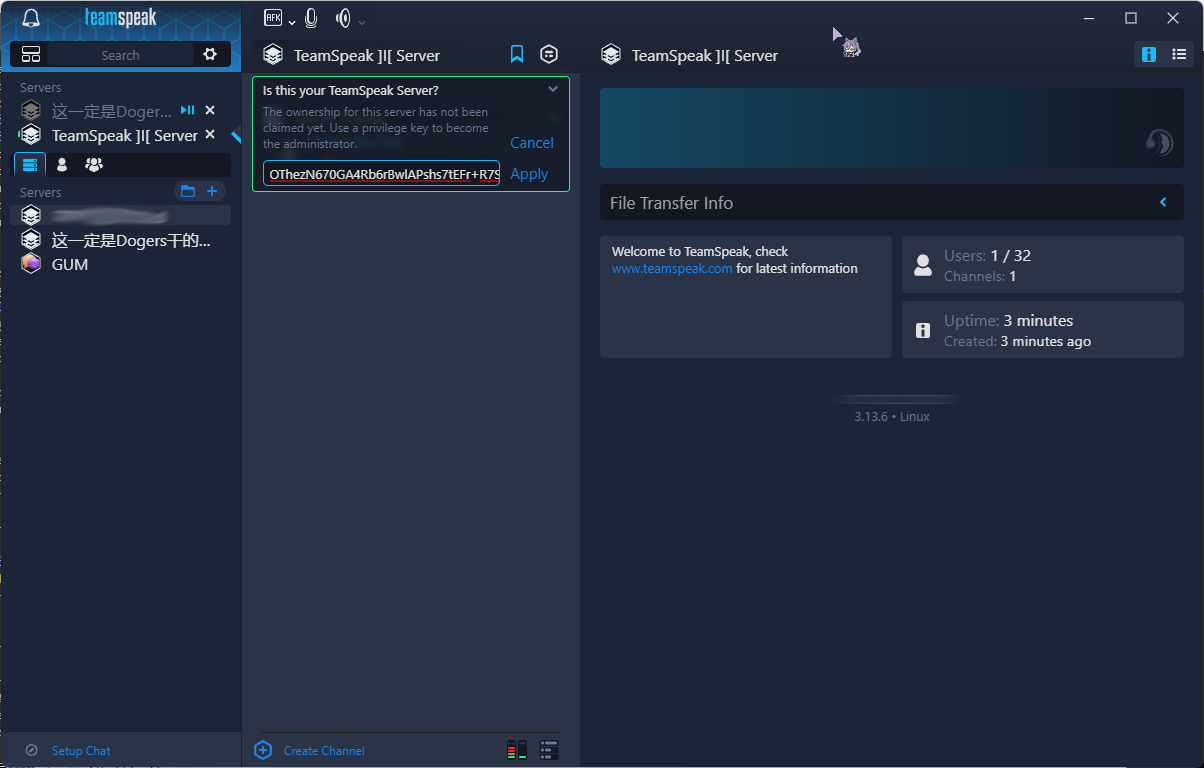 teamspeak
AFK
Search
TeamSpeak ]I[ Server
TeamSpeak ]I[ Server
Servers
这一定是Doger...
TeamSpeak ]I[ Server
Servers
这一定是Dogers干的...
GUM
Setup Chat
Is this your TeamSpeak Server?
The ownership for this server has not been
claimed yet. Use a privilege key to become
the administrator.
Cancel
OThezN670GA4Rb6rBwlAPshs7tEFr+R7S
Apply
Create Channel
File Transfer Info
Welcome to TeamSpeak, check
www.teamspeak.com for latest information
Users: 1 / 32
Channels: 1
Uptime: 3 minutes
Created: 3 minutes ago
3.13.6 • Linux